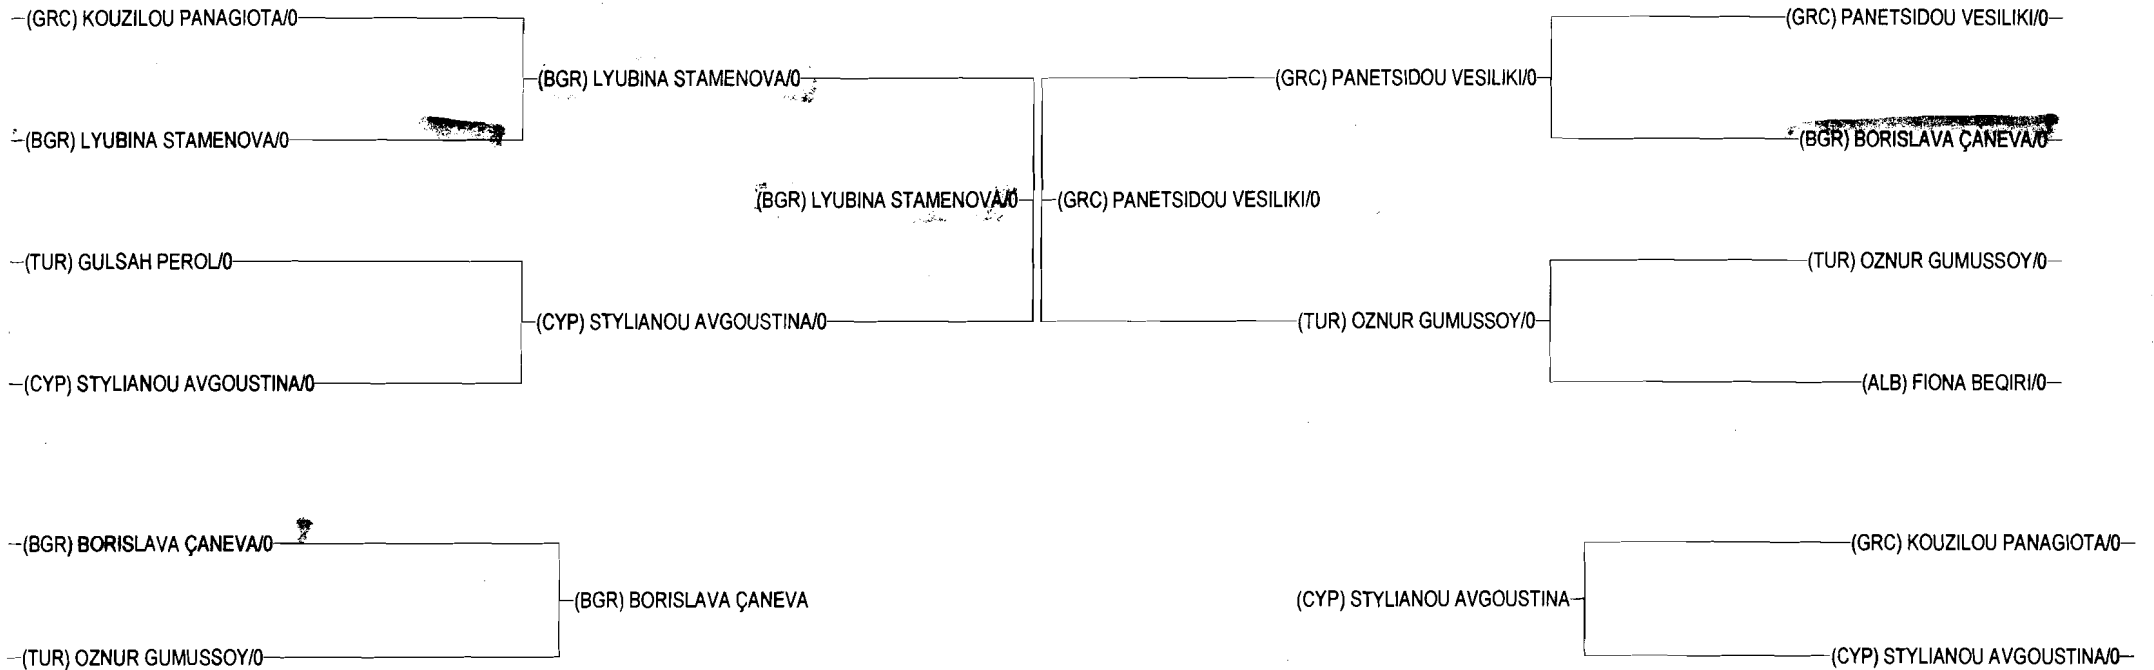 (GRC) KOUZILOU PANAGIOTA/0
(GRC) PANETSIDOU VESILIKI/0
(BGR) LYUBINA STAMENOVA/0
(GRC) PANETSIDOU VESILIKI/0
(BGR) LYUBINA STAMENOVA/0
(BGR) BORISLAVA ÇANEVA/0
(BGR) LYUBINA STAMENOVA/0
(GRC) PANETSIDOU VESILIKI/0
(TUR) GULSAH PEROL/0
(TUR) OZNUR GUMUSSOY/0
(CYP) STYLIANOU AVGOUSTINA/0
(TUR) OZNUR GUMUSSOY/0
(CYP) STYLIANOU AVGOUSTINA/0
(ALB) FIONA BEQIRI/0
(BGR) BORISLAVA ÇANEVA/0
(GRC) KOUZILOU PANAGIOTA/0
(BGR) BORISLAVA ÇANEVA
(CYP) STYLIANOU AVGOUSTINA
(TUR) OZNUR GUMUSSOY/0
(CYP) STYLIANOU AVGOUSTINA/0